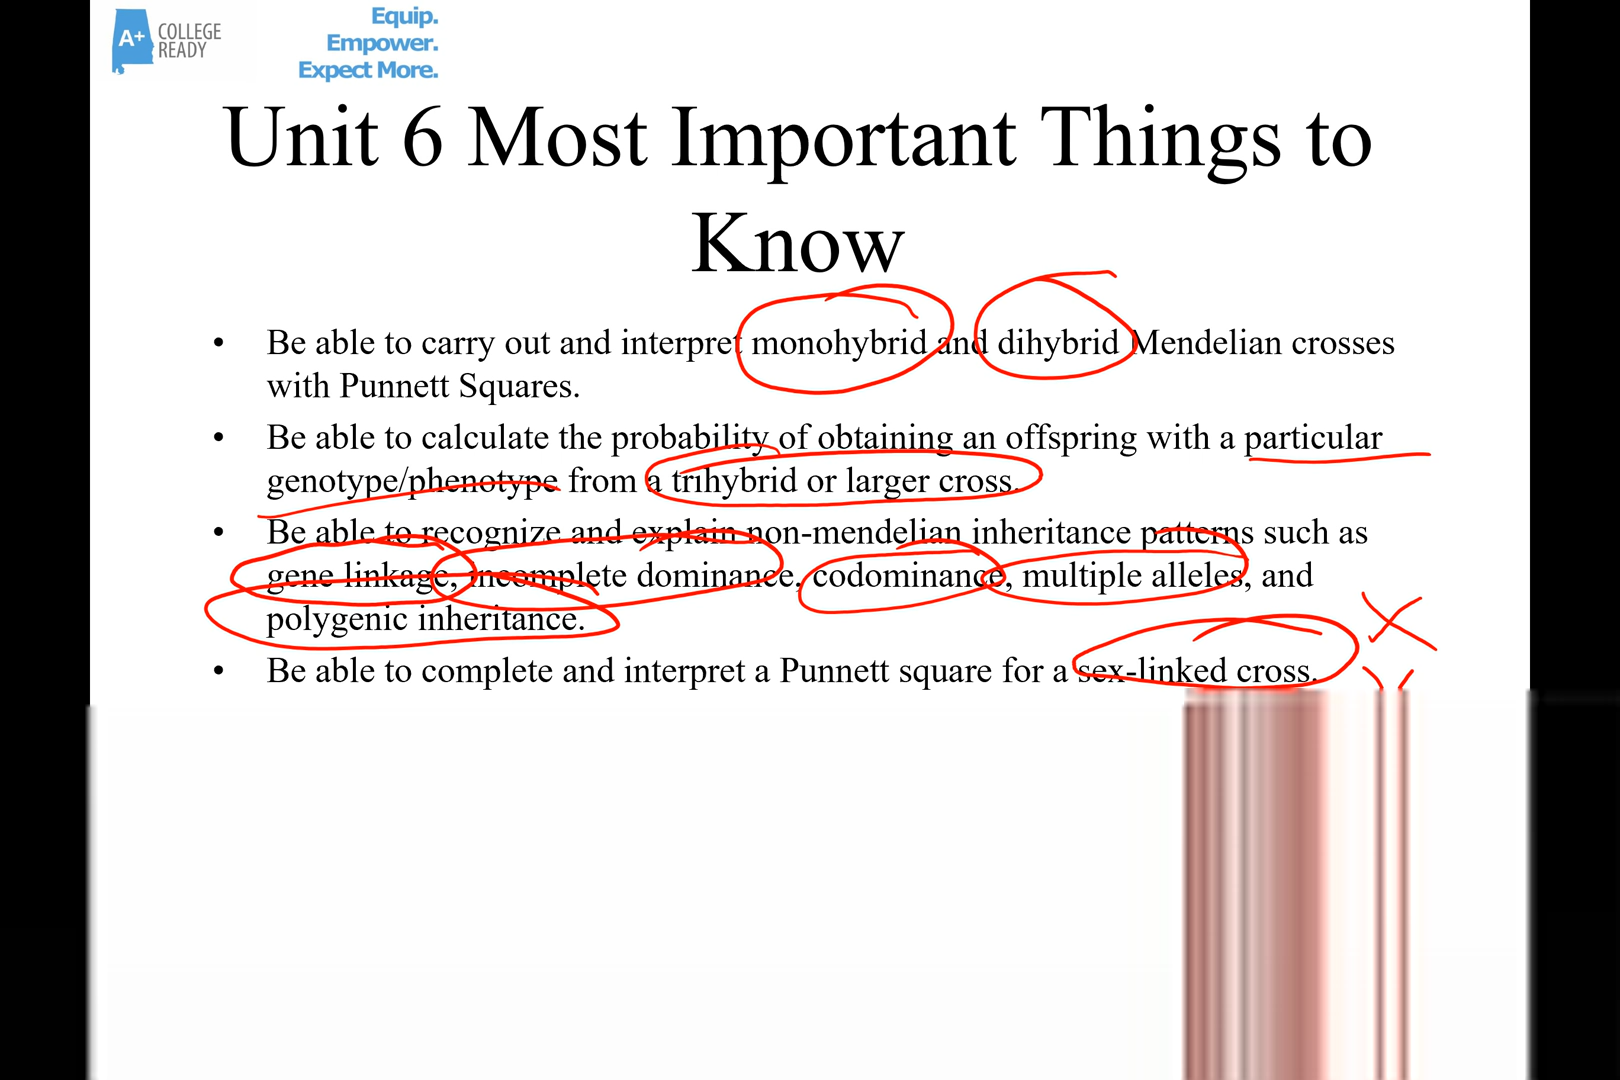 A+ COLLEGE
READY
Equip.
Empower.
Expect More.
Unit 6 Most Important Things to
Know
• Be able to carry out and interpret monohybrid and dihybrid Mendelian crosses
with Punnett Squares.
• Be able to calculate the probability of obtaining an offspring with a particular
genotype/phenotype from a trihybrid or larger cross.
• Be able to recognize and explain non-mendelian inheritance patterns such as
gene linkage, incomplete dominance, codominance, multiple alleles, and
polygenic inheritance.
X
• Be able to complete and interpret a Punnett square for a sex-linked cross.